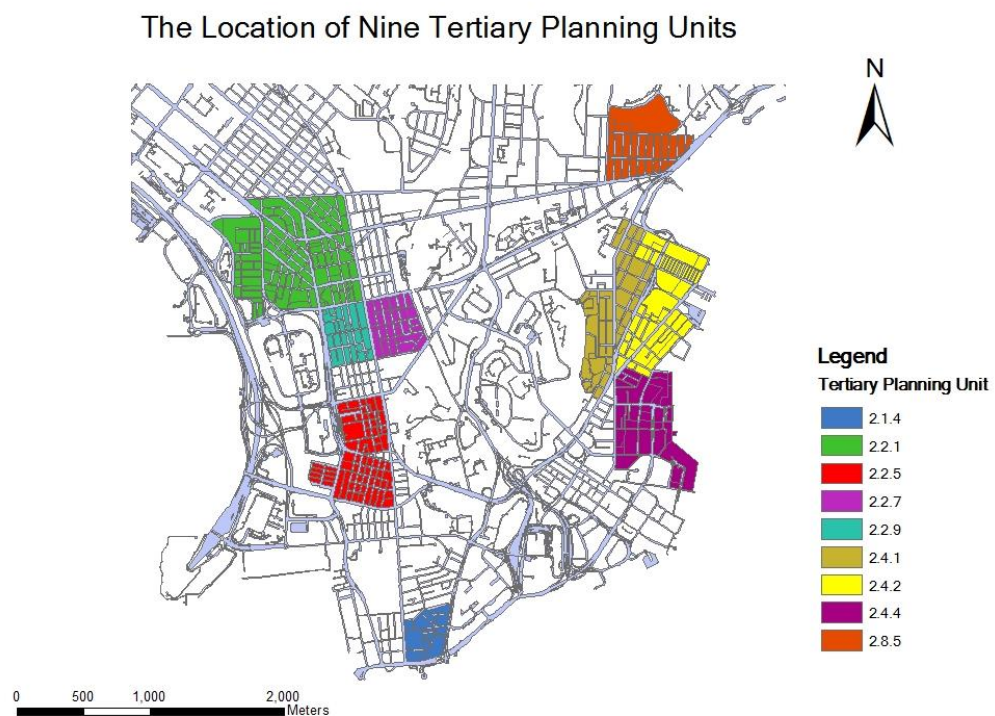 The Location of Nine Tertiary Planning Units
N
Legend
Tertiary Planning Unit
2.1.4
2.2.1
2.2.5
2.2.7
2.2.9
2.4.1
2.4.2
2.4.4
2.8.5
0 500 1,000 2,000
Meters